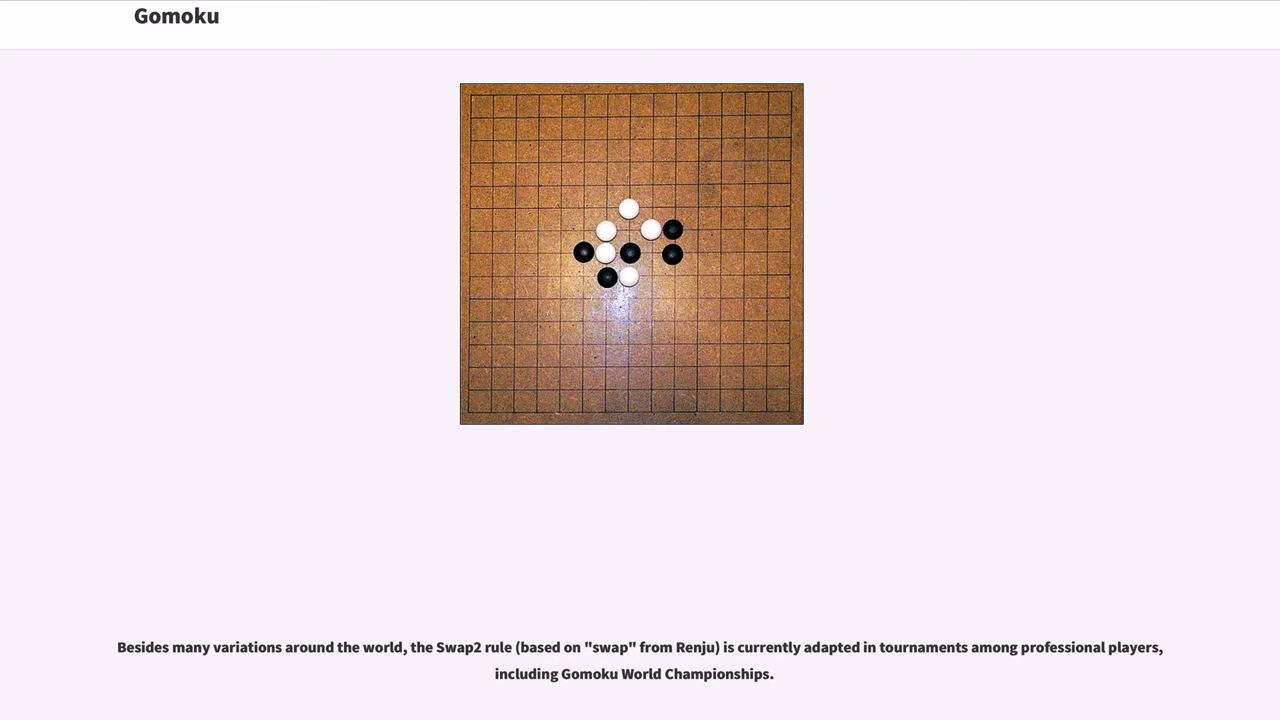 Gomoku
Besides many variations around the world, the Swap2 rule (based on "swap" from Renju) is currently adapted in tournaments among professional players,
including Gomoku World Championships.